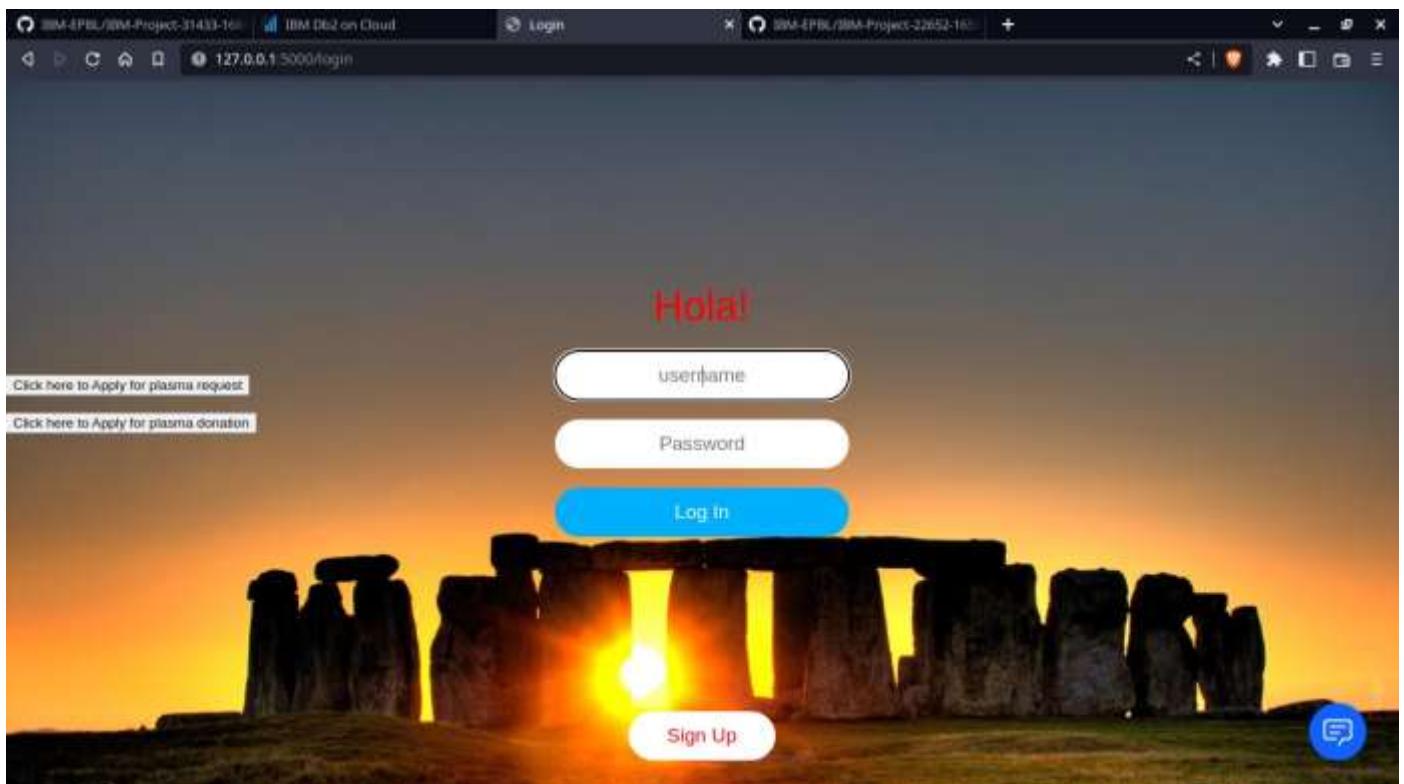 IBM-EPBL/IBM-Project-31433-16
IBM Db2 on Cloud
Login
IBM-EPBL/IBM-Project-22652-16
127.0.0.1:5000/login
Hola!
username
Click here to Apply for plasma request
Click here to Apply for plasma donation
Password
Log In
Sign Up